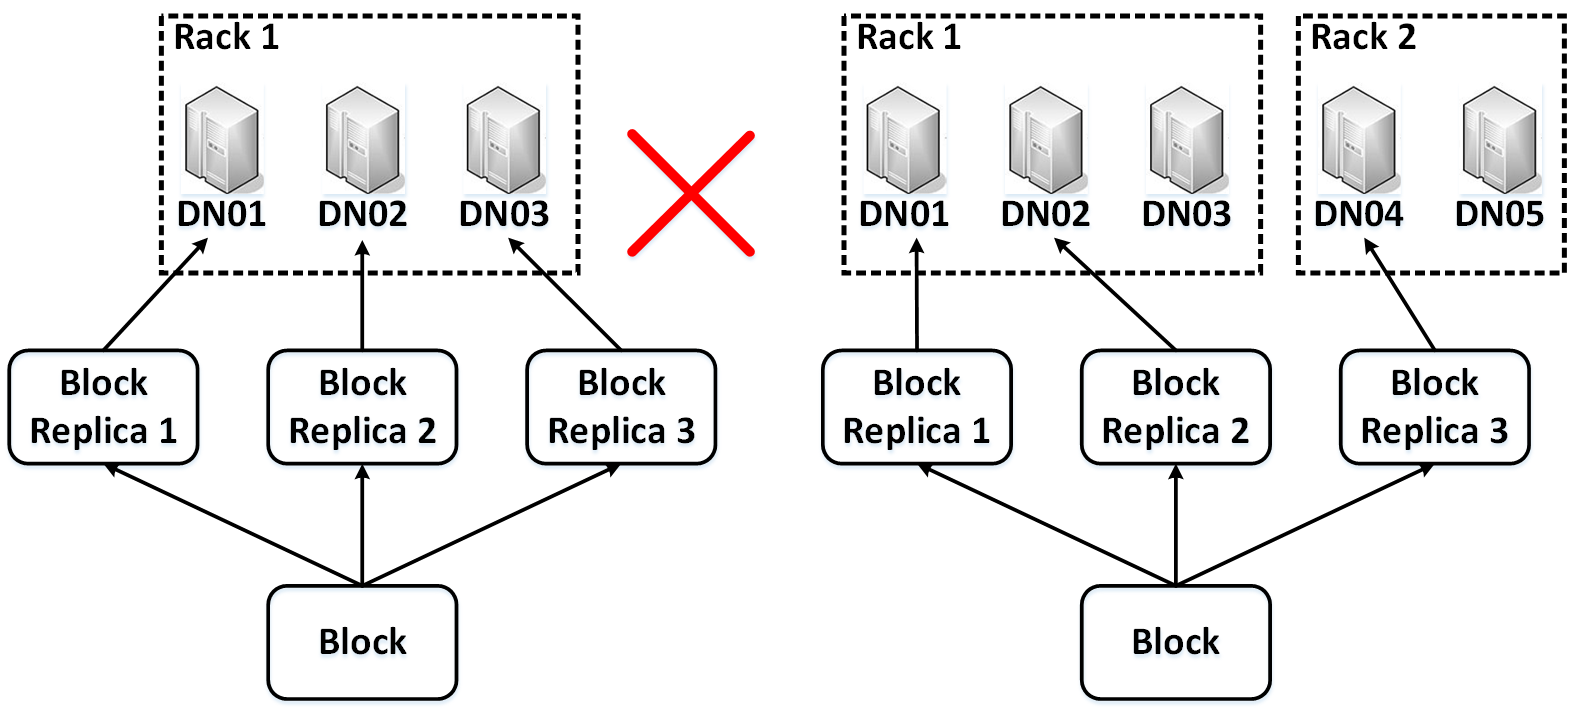 Rack 1
DN01
DN02
DN03
Block
Replica 1
Block
Replica 2
Block
Replica 3
Block
Rack 1
DN01
DN02
DN03
Rack 2
DN04
DN05
Block
Replica 1
Block
Replica 2
Block
Replica 3
Block